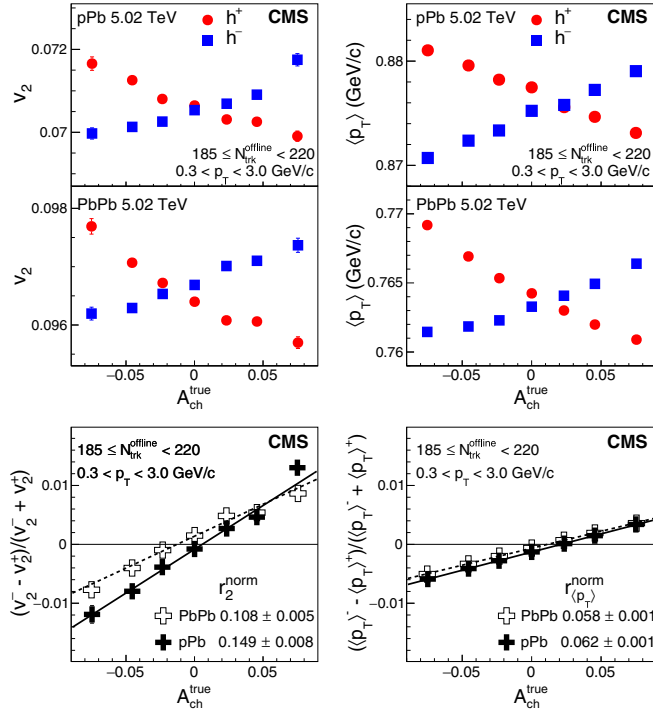 pPb 5.02 TeV
CMS
h⁺
h⁻
0.072
0.07
v₂
185 ≤ N_trk^offline < 220
0.3 < p_T < 3.0 GeV/c
PbPb 5.02 TeV
0.098
0.096
v₂
−0.05 0 0.05
A_ch^true
pPb 5.02 TeV
CMS
h⁺
h⁻
0.88
0.87
⟨p_T⟩ (GeV/c)
185 ≤ N_trk^offline < 220
0.3 < p_T < 3.0 GeV/c
PbPb 5.02 TeV
0.77
0.765
0.76
⟨p_T⟩ (GeV/c)
−0.05 0 0.05
A_ch^true
185 ≤ N_trk^offline < 220
CMS
0.3 < p_T < 3.0 GeV/c
0.01
0
−0.01
(v₂⁻ - v₂⁺)/(v₂⁻ + v₂⁺)
r₂^norm
PbPb 0.108 ± 0.005
pPb 0.149 ± 0.008
−0.05 0 0.05
A_ch^true
185 ≤ N_trk^offline < 220
CMS
0.3 < p_T < 3.0 GeV/c
0.01
0
−0.01
(⟨p_T⟩⁻ - ⟨p_T⟩⁺)/(⟨p_T⟩⁻ + ⟨p_T⟩⁺)
r_⟨p_T⟩^norm
PbPb 0.058 ± 0.001
pPb 0.062 ± 0.001
−0.05 0 0.05
A_ch^true